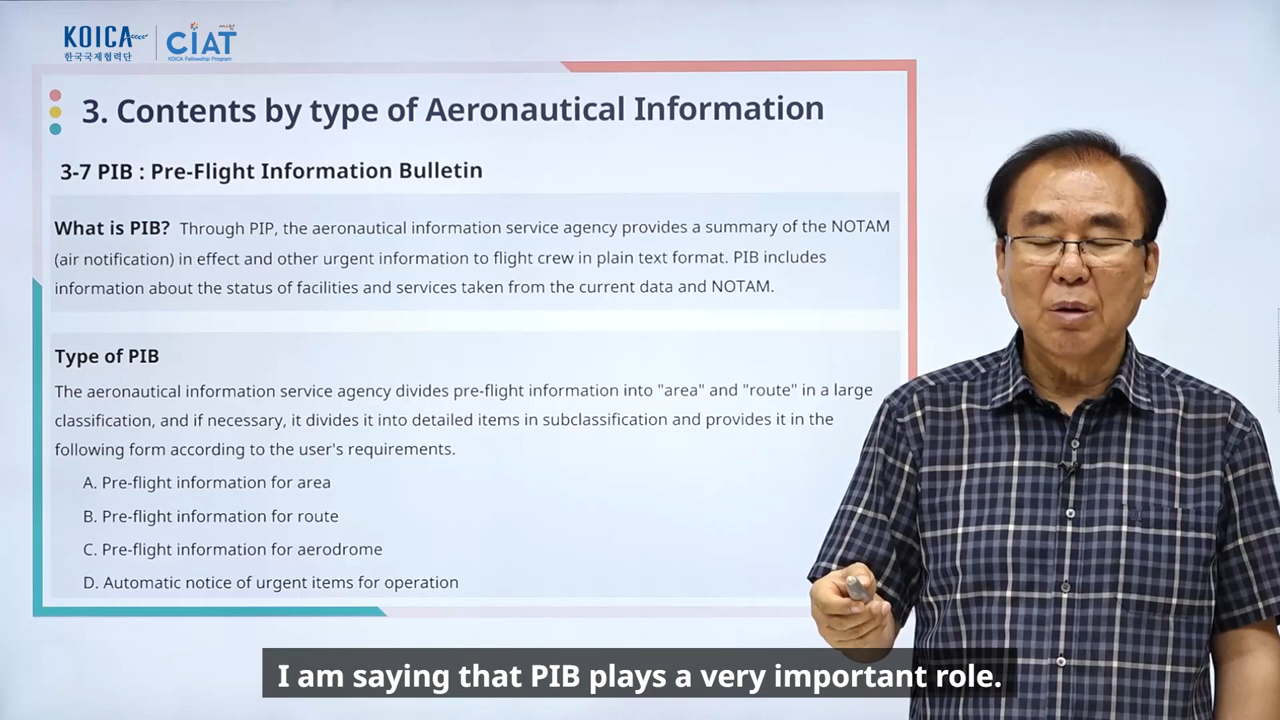 KOICA
한국국제협력단
CIAT
KOICA Fellowship Program
3. Contents by type of Aeronautical Information
3-7 PIB : Pre-Flight Information Bulletin
What is PIB? Through PIP, the aeronautical information service agency provides a summary of the NOTAM
(air notification) in effect and other urgent information to flight crew in plain text format. PIB includes
information about the status of facilities and services taken from the current data and NOTAM.
Type of PIB
The aeronautical information service agency divides pre-flight information into "area" and "route" in a large
classification, and if necessary, it divides it into detailed items in subclassification and provides it in the
following form according to the user's requirements.
A. Pre-flight information for area
B. Pre-flight information for route
C. Pre-flight information for aerodrome
D. Automatic notice of urgent items for operation
I am saying that PIB plays a very important role.